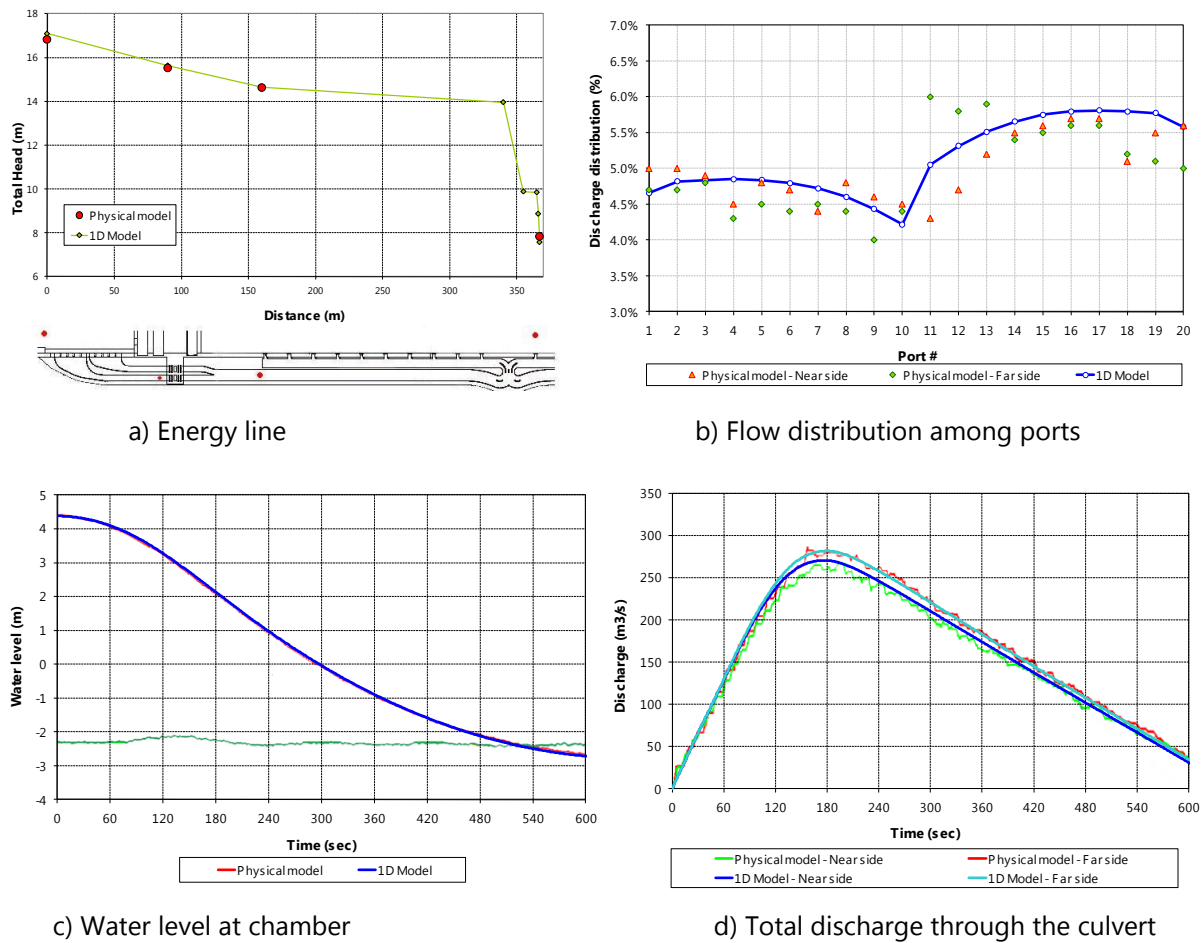 18
16
14
12
10
8
6
Total Head (m)
Physical model
1D Model
0 50 100 150 200 250 300 350
Distance (m)
a) Energy line
8.0%
7.5%
7.0%
6.5%
6.0%
5.5%
5.0%
4.5%
4.0%
3.5%
3.0%
Discharge distribution (%)
1 2 3 4 5 6 7 8 9 10 11 12 13 14 15 16 17 18 19 20
Port #
Physical model - Near side Physical model - Far side 1D Model
b) Flow distribution among ports
5
4
3
2
1
0
-1
-2
-3
-4
Water level (m)
0 60 120 180 240 300 360 420 480 540 600
Time (sec)
Physical model 1D Model
c) Water level at chamber
350
300
250
200
150
100
50
0
Discharge (m3/s)
0 60 120 180 240 300 360 420 480 540 600
Time (sec)
Physical model - Near side Physical model - Far side
1D Model - Near side 1D Model - Far side
d) Total discharge through the culvert